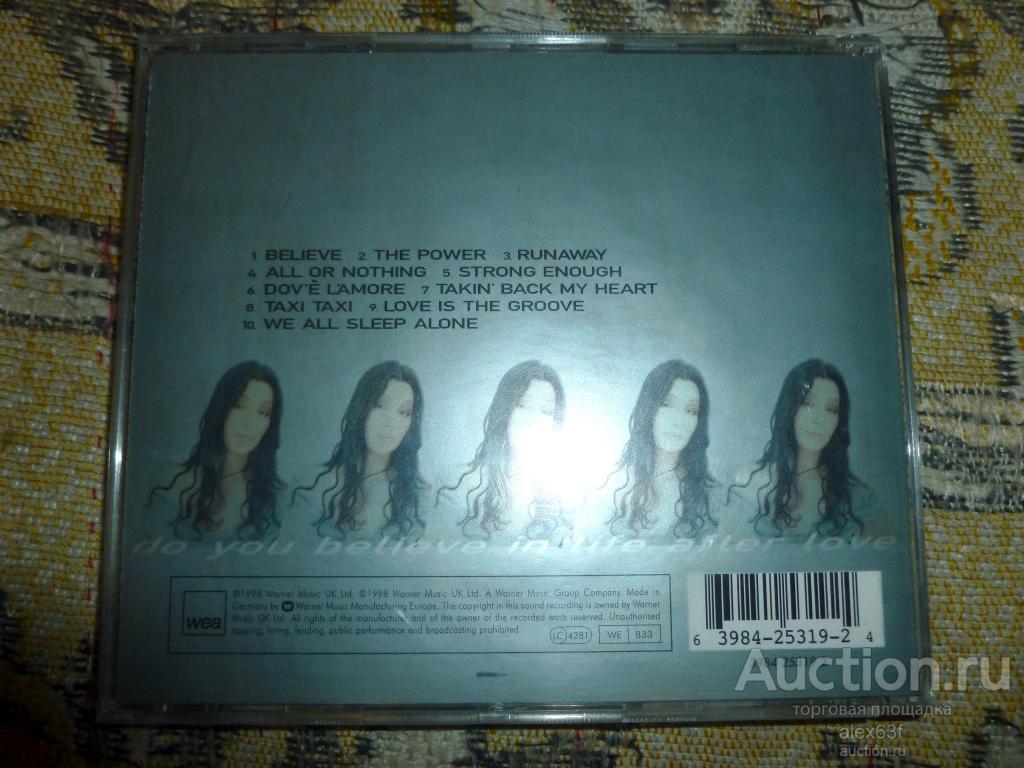 1. BELIEVE 2. THE POWER 3. RUNAWAY
4. ALL OR NOTHING 5. STRONG ENOUGH
6. DOV'È L'AMORE 7. TAKIN' BACK MY HEART
8. TAXI TAXI 9. LOVE IS THE GROOVE
10. WE ALL SLEEP ALONE
do you believe in life after love
wea
℗1998 Warner Music UK Ltd. ©1998 Warner Music UK Ltd. A Warner Music Group Company. Made in
Germany by Warner Music Manufacturing Europe. The copyright in this sound recording is owned by Warner
Music UK Ltd. All rights of the manufacturer and of the owner of the recorded work reserved. Unauthorised
copying, hiring, lending, public performance and broadcasting prohibited.
LC 4281 WE 833
6 3984-25319-2 4
Auction.ru
торговая площадка
alex63f
auction.ru